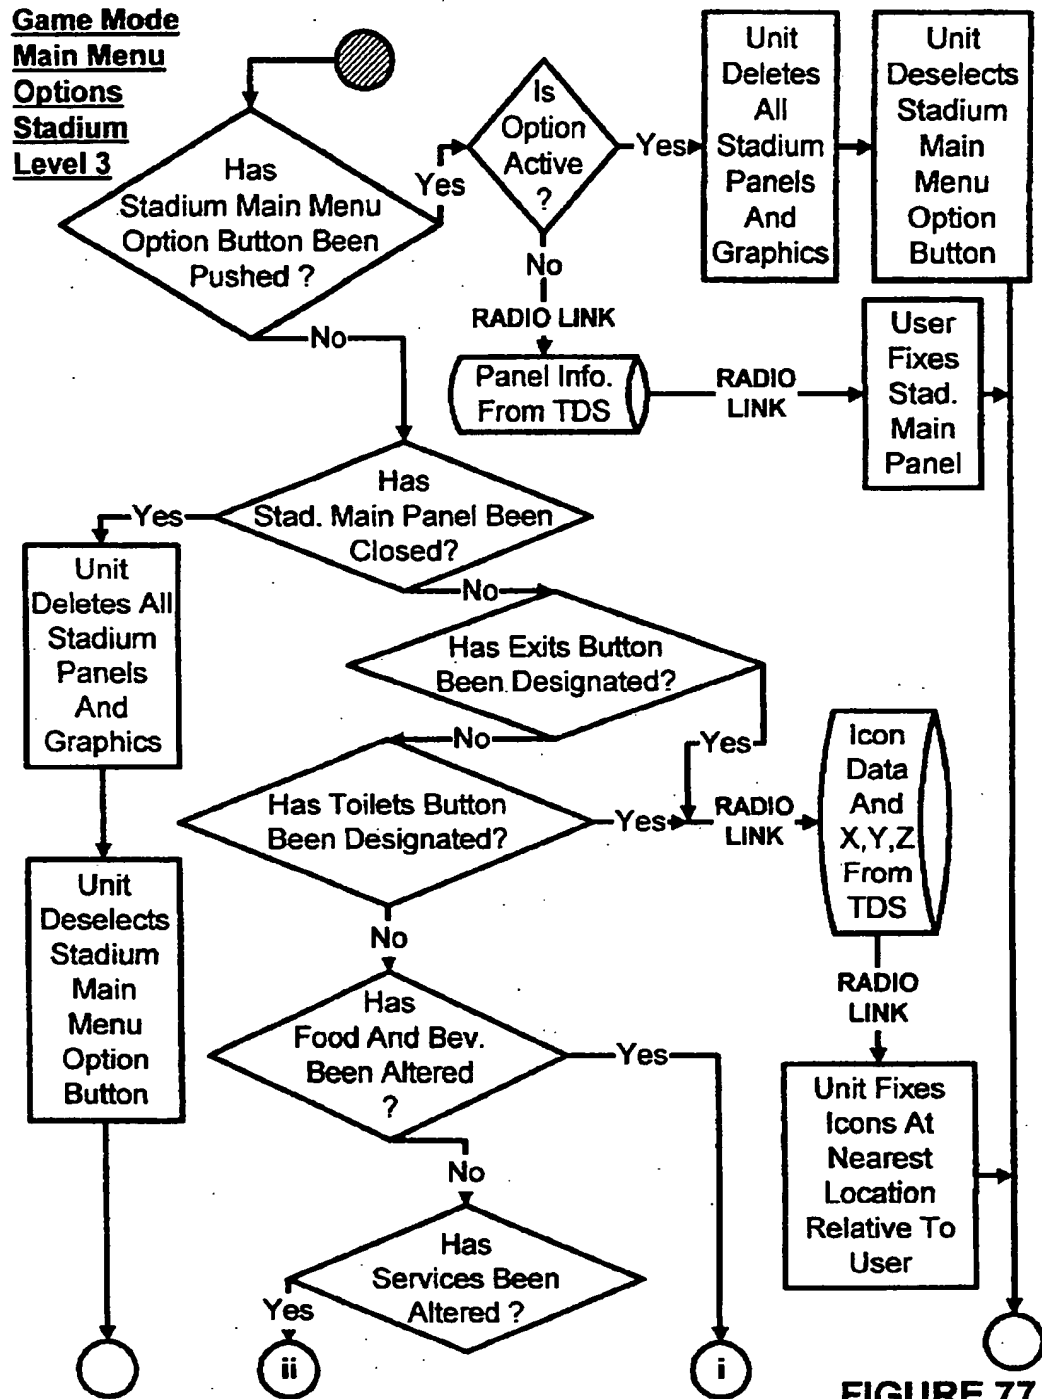 Game Mode
Main Menu
Options
Stadium
Level 3
Has
Stadium Main Menu
Option Button Been
Pushed ?
Yes
Is
Option
Active
?
Yes
Unit
Deletes
All
Stadium
Panels
And
Graphics
Unit
Deselects
Stadium
Main
Menu
Option
Button
No
RADIO LINK
Panel Info.
From TDS
RADIO
LINK
User
Fixes
Stad.
Main
Panel
No
Has
Stad. Main Panel Been
Closed?
Yes
Unit
Deletes All
Stadium
Panels
And
Graphics
Unit
Deselects
Stadium
Main
Menu
Option
Button
No
Has Exits Button
Been Designated?
Yes
No
Has Toilets Button
Been Designated?
Yes
RADIO
LINK
Icon
Data
And
X,Y,Z
From
TDS
RADIO
LINK
Unit Fixes
Icons At
Nearest
Location
Relative To
User
No
Has
Food And Bev.
Been Altered
?
Yes
No
Has
Services Been
Altered ?
Yes
ii
i
FIGURE 77